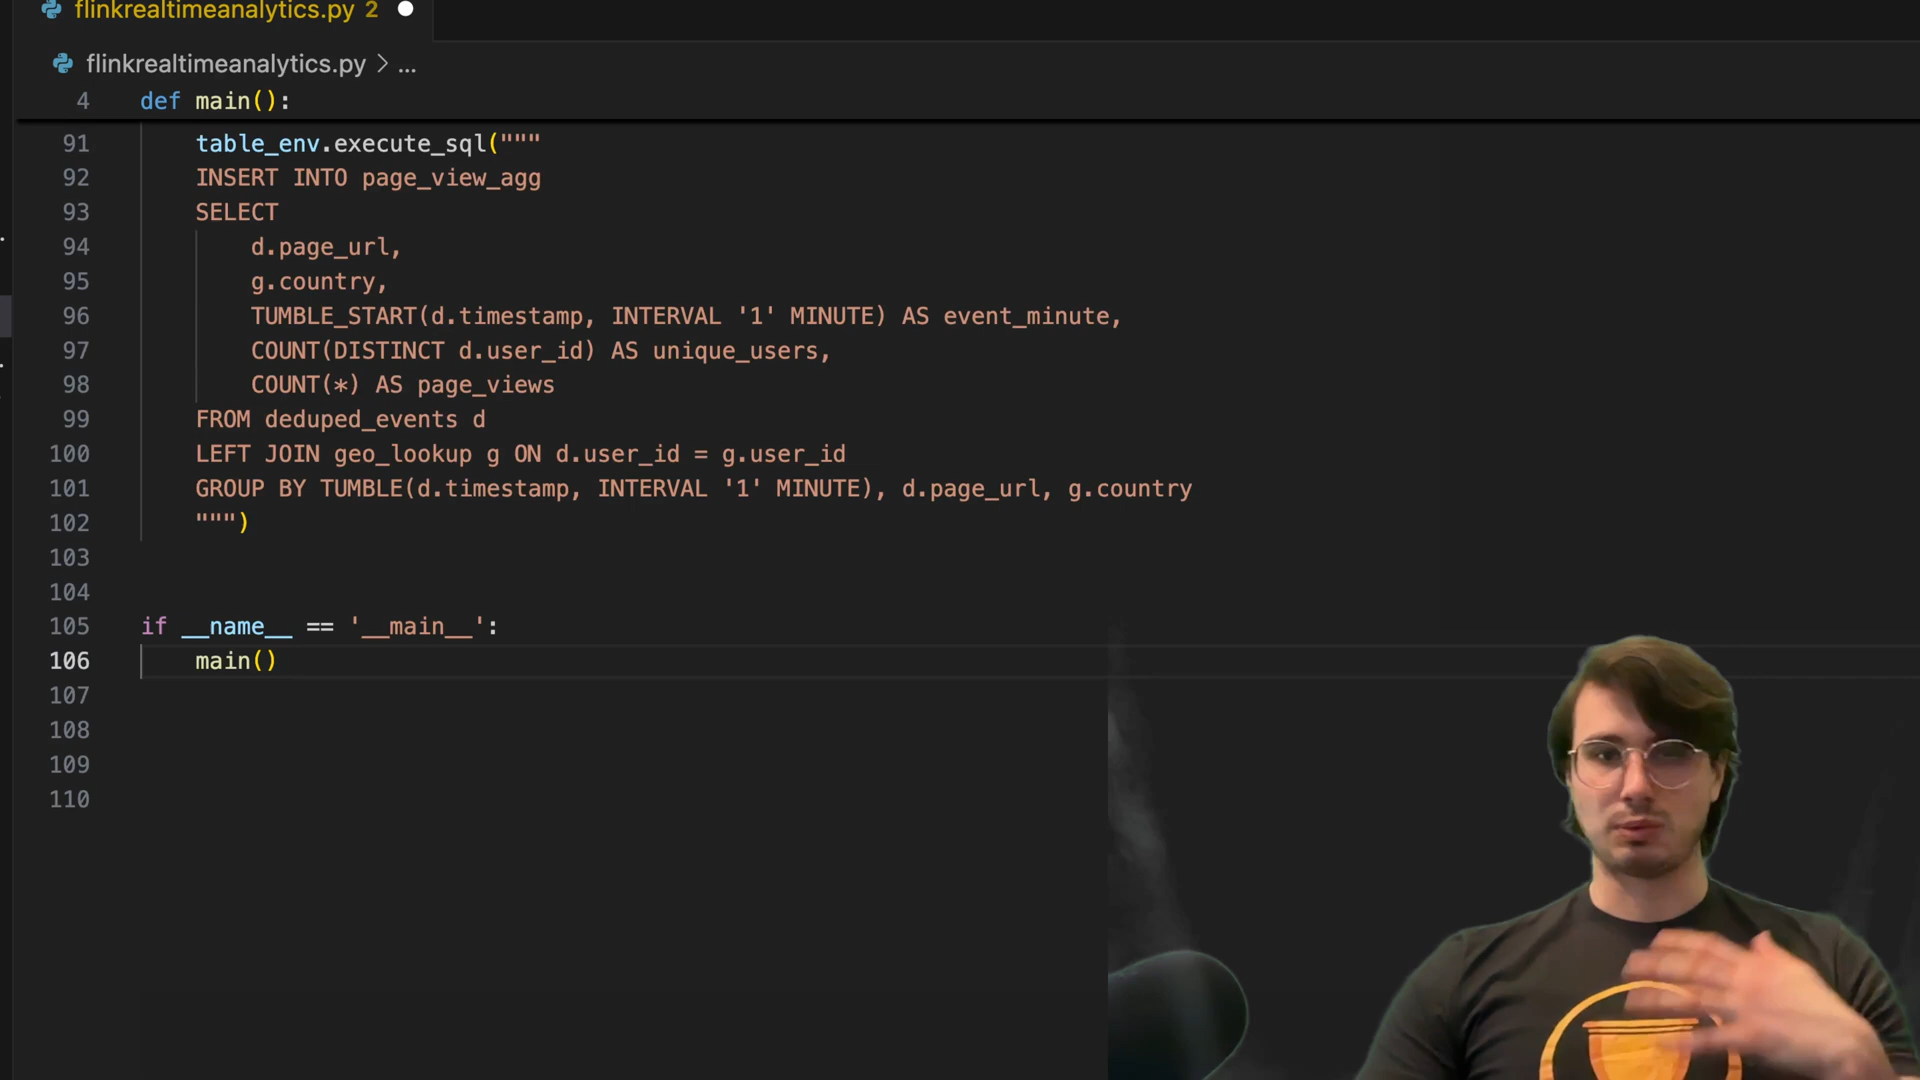 flinkrealtimeanalytics.py 2
flinkrealtimeanalytics.py > ...
4 def main():
91 table_env.execute_sql("""
92 INSERT INTO page_view_agg
93 SELECT
94 d.page_url,
95 g.country,
96 TUMBLE_START(d.timestamp, INTERVAL '1' MINUTE) AS event_minute,
97 COUNT(DISTINCT d.user_id) AS unique_users,
98 COUNT(*) AS page_views
99 FROM deduped_events d
100 LEFT JOIN geo_lookup g ON d.user_id = g.user_id
101 GROUP BY TUMBLE(d.timestamp, INTERVAL '1' MINUTE), d.page_url, g.country
102 """)
103
104
105 if __name__ == '__main__':
106 main()
107
108
109
110